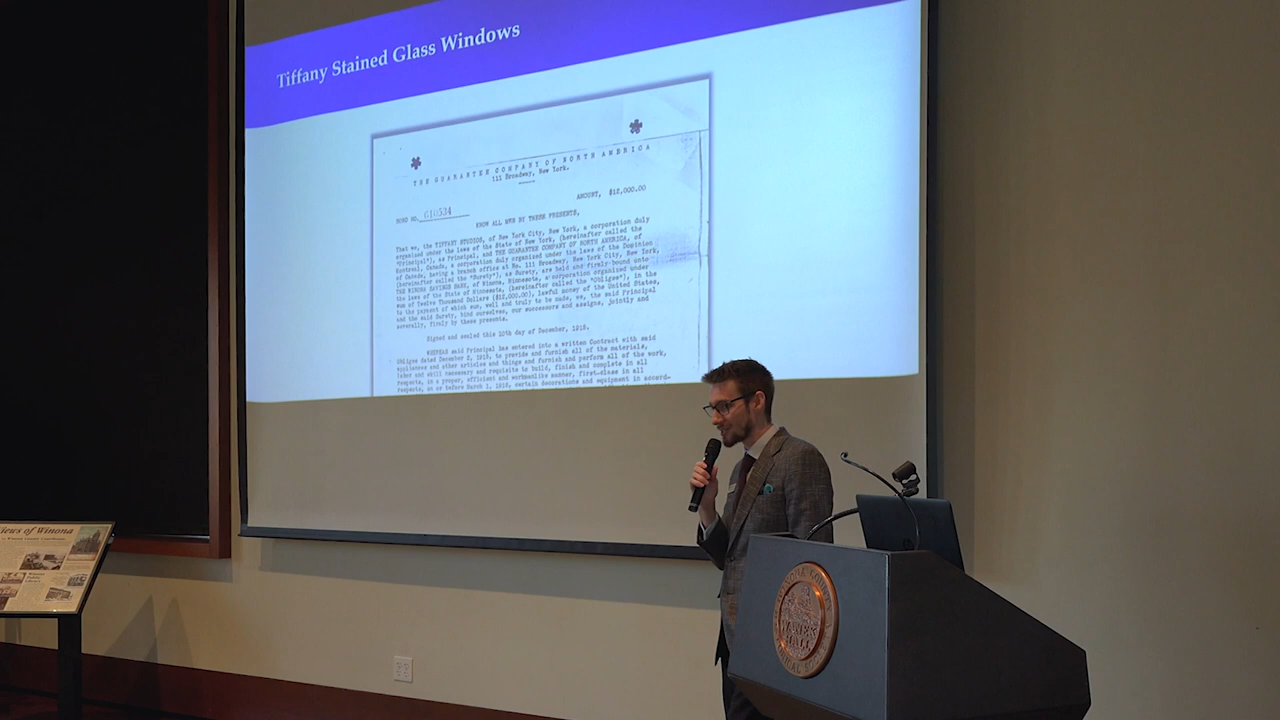 Tiffany Stained Glass Windows
THE GUARANTEE COMPANY OF NORTH AMERICA
111 Broadway, New York.
AMOUNT, $12,000.00
BOND NO. 610534
KNOW ALL MEN BY THESE PRESENTS,
That we, the TIFFANY STUDIOS, of New York City, New York, a corporation duly
organized under the laws of the State of New York, (hereinafter called the
"Principal"), as Principal, and THE GUARANTEE COMPANY OF NORTH AMERICA, of
Montreal, Canada, a corporation duly organized under the laws of the Dominion
of Canada, having a branch office at No. 111 Broadway, New York City, New York,
(hereinafter called the "Surety"), as Surety, are held and firmly bound unto
THE WINONA SAVINGS BANK, of Winona, Minnesota, a corporation organized under
the laws of the State of Minnesota, (hereinafter called the "Obligee"), in the
sum of Twelve Thousand Dollars ($12,000.00), lawful money of the United States,
to the payment of which sum, well and truly to be made, we, the said Principal
and the said Surety, bind ourselves, our successors and assigns, jointly and
severally, firmly by these presents.
Signed and sealed this 10th day of December, 1915.
WHEREAS said Principal has entered into a written Contract with said
Obligee dated December 2, 1915, to provide and furnish all of the materials,
appliances and other articles and things and furnish and perform all of the work,
labor and skill necessary and requisite to build, finish and complete in all
respects, in a proper, efficient and workmanlike manner, first-class in all
respects, on or before March 1, 1916, certain decorations and equipment in accord-
Views of Winona
Winona
Public
Library
WINONA COUNTY